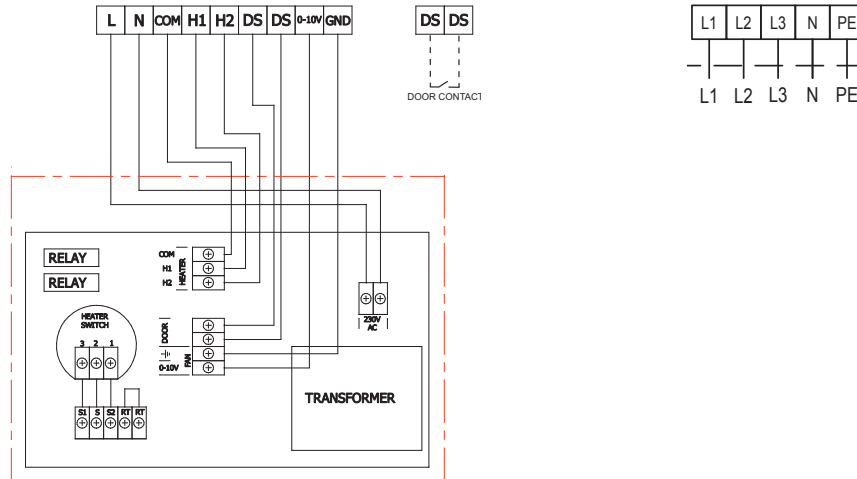 L N COM H1 H2 DS DS 0-10V GND
DS DS
DOOR CONTACT
L1 L2 L3 N PE
L1 L2 L3 N PE
RELAY
RELAY
COM
H1
H2
HEATER
HEATER
SWITCH
3 2 1
S1 S S2 RT RT
DOOR
FAN
0-10V
230V
AC
TRANSFORMER